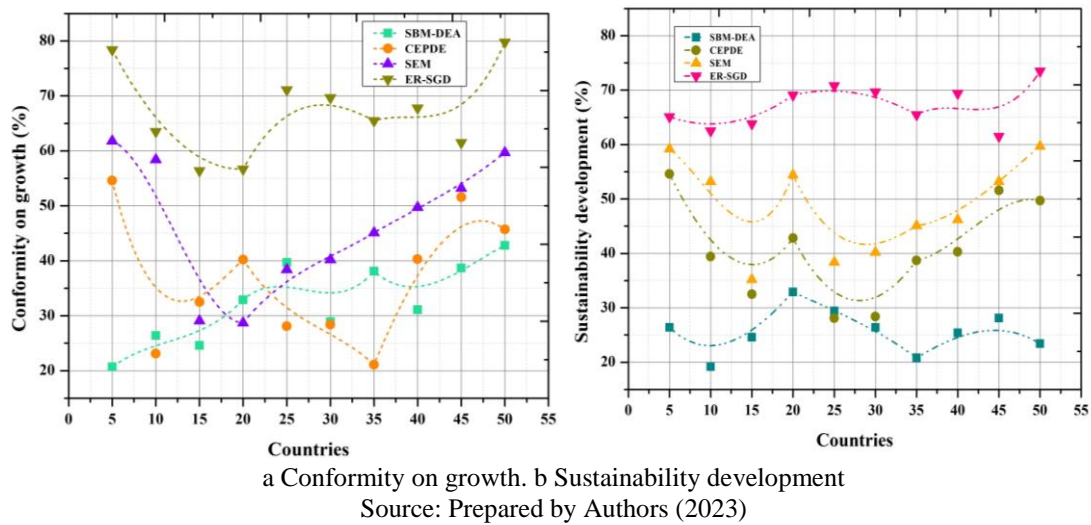 SBM-DEA
CEPDE
SEM
ER-SGD
Conformity on growth (%)
80
70
60
50
40
30
20
0 5 10 15 20 25 30 35 40 45 50 55
Countries
SBM-DEA
CEPDE
SEM
ER-SGD
Sustainability development (%)
80
70
60
50
40
30
20
0 5 10 15 20 25 30 35 40 45 50 55
Countries
a Conformity on growth. b Sustainability development
Source: Prepared by Authors (2023)